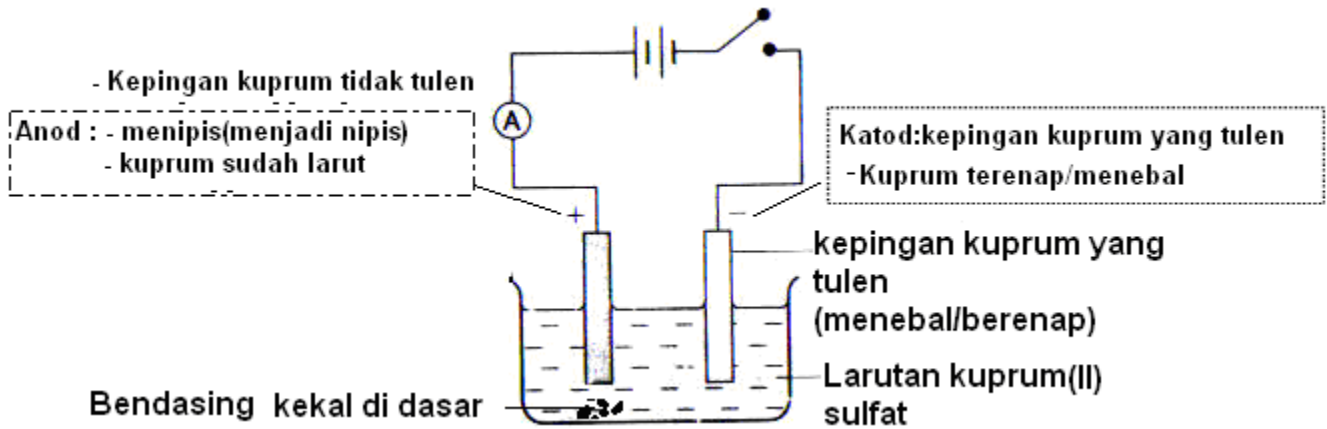 - Kepingan kuprum tidak tulen
Anod : - menipis(menjadi nipis)
- kuprum sudah larut
A
Katod:kepingan kuprum yang tulen
-Kuprum terenap/menebal
+
−
kepingan kuprum yang
tulen
(menebal/berenap)
Larutan kuprum(II)
sulfat
Bendasing kekal di dasar